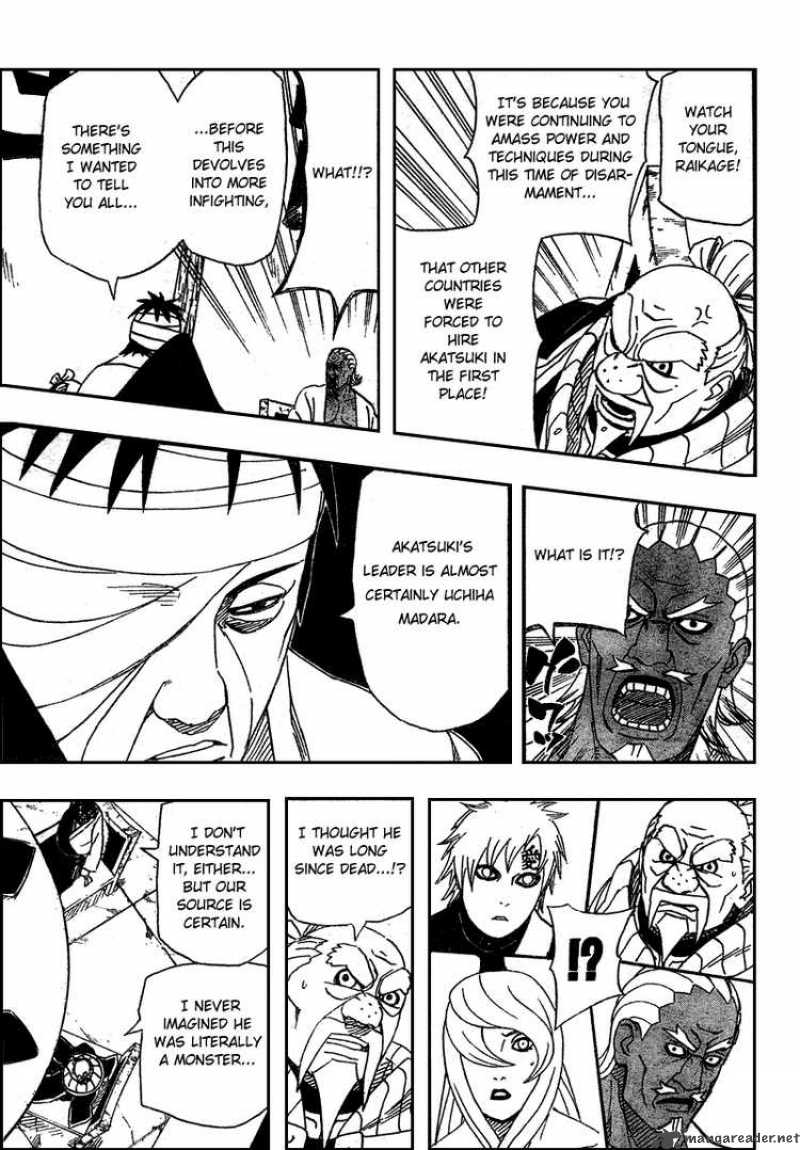 WATCH
YOUR
TONGUE,
RAIKAGE!
IT'S BECAUSE YOU
WERE CONTINUING TO
AMASS POWER AND
TECHNIQUES DURING
THIS TIME OF DISAR-
MAMENT...
THAT OTHER
COUNTRIES
WERE
FORCED TO
HIRE
AKATSUKI IN
THE FIRST
PLACE!
WHAT!!?
...BEFORE
THIS
DEVOLVES
INTO MORE
INFIGHTING,
THERE'S
SOMETHING
I WANTED
TO TELL
YOU ALL...
WHAT IS IT!?
AKATSUKI'S
LEADER IS ALMOST
CERTAINLY UCHIHA
MADARA.
愛
!?
I THOUGHT HE
WAS LONG
SINCE DEAD...!?
I DON'T
UNDERSTAND
IT, EITHER...
BUT OUR
SOURCE IS
CERTAIN.
I NEVER
IMAGINED HE
WAS LITERALLY
A MONSTER...
mangareader.net